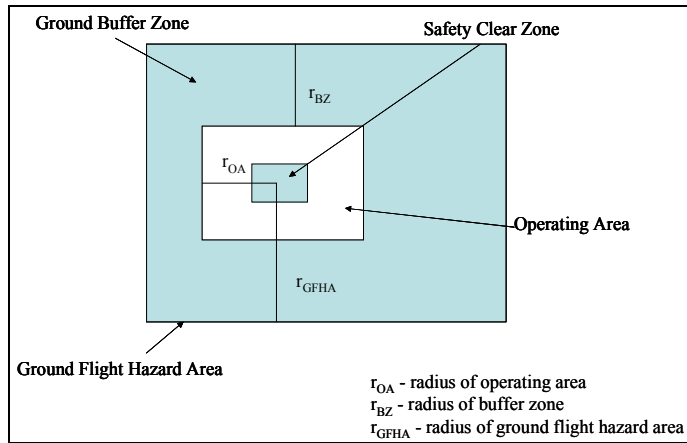 Ground Buffer Zone
Safety Clear Zone
r_BZ
r_OA
Operating Area
r_GFHA
Ground Flight Hazard Area
r_OA - radius of operating area
r_BZ - radius of buffer zone
r_GFHA - radius of ground flight hazard area